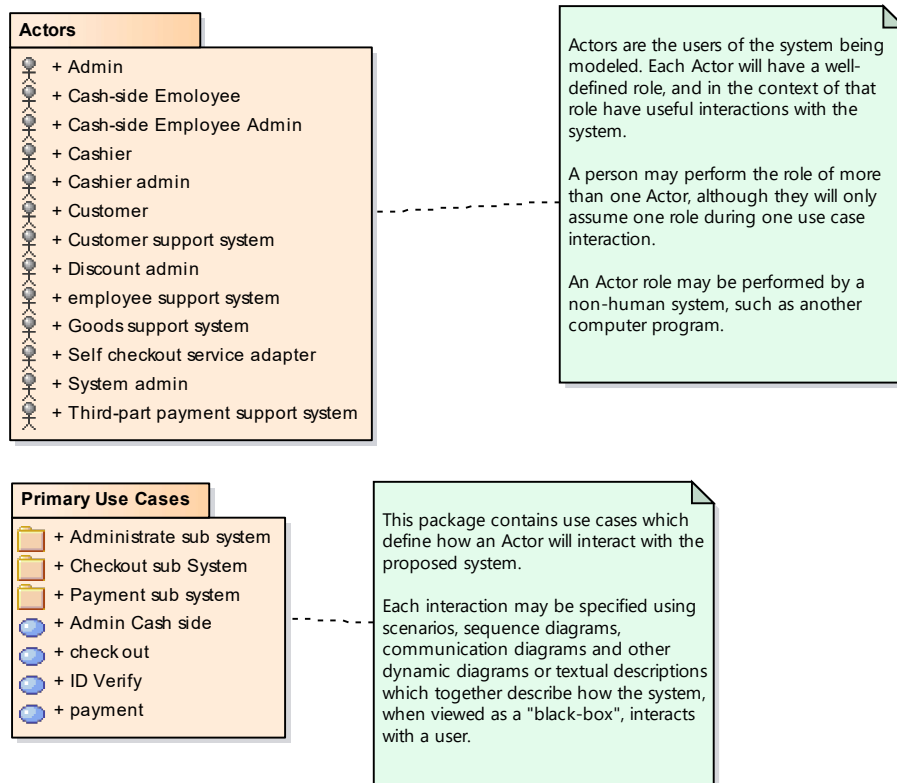 Actors
+ Admin
+ Cash-side Emoloyee
+ Cash-side Employee Admin
+ Cashier
+ Cashier admin
+ Customer
+ Customer support system
+ Discount admin
+ employee support system
+ Goods support system
+ Self checkout service adapter
+ System admin
+ Third-part payment support system
Actors are the users of the system being
modeled. Each Actor will have a well-
defined role, and in the context of that
role have useful interactions with the
system.
A person may perform the role of more
than one Actor, although they will only
assume one role during one use case
interaction.
An Actor role may be performed by a
non-human system, such as another
computer program.
Primary Use Cases
+ Administrate sub system
+ Checkout sub System
+ Payment sub system
+ Admin Cash side
+ check out
+ ID Verify
+ payment
This package contains use cases which
define how an Actor will interact with the
proposed system.
Each interaction may be specified using
scenarios, sequence diagrams,
communication diagrams and other
dynamic diagrams or textual descriptions
which together describe how the system,
when viewed as a "black-box", interacts
with a user.